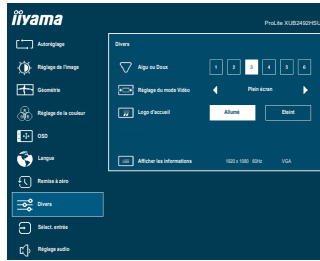 iiyama
ProLite XUB2492HSU
Autoréglage
Réglage de l'image
Géométrie
Réglage de la couleur
OSD
Langue
Remise à zéro
Divers
Sélect. entrée
Réglage audio
Divers
Aigu ou Doux
1 2 3 4 5 6
Réglage du mode Vidéo
Plein écran
Logo d'accueil
Allumé
Eteint
Afficher les informations
1920 x 1080 60Hz VGA